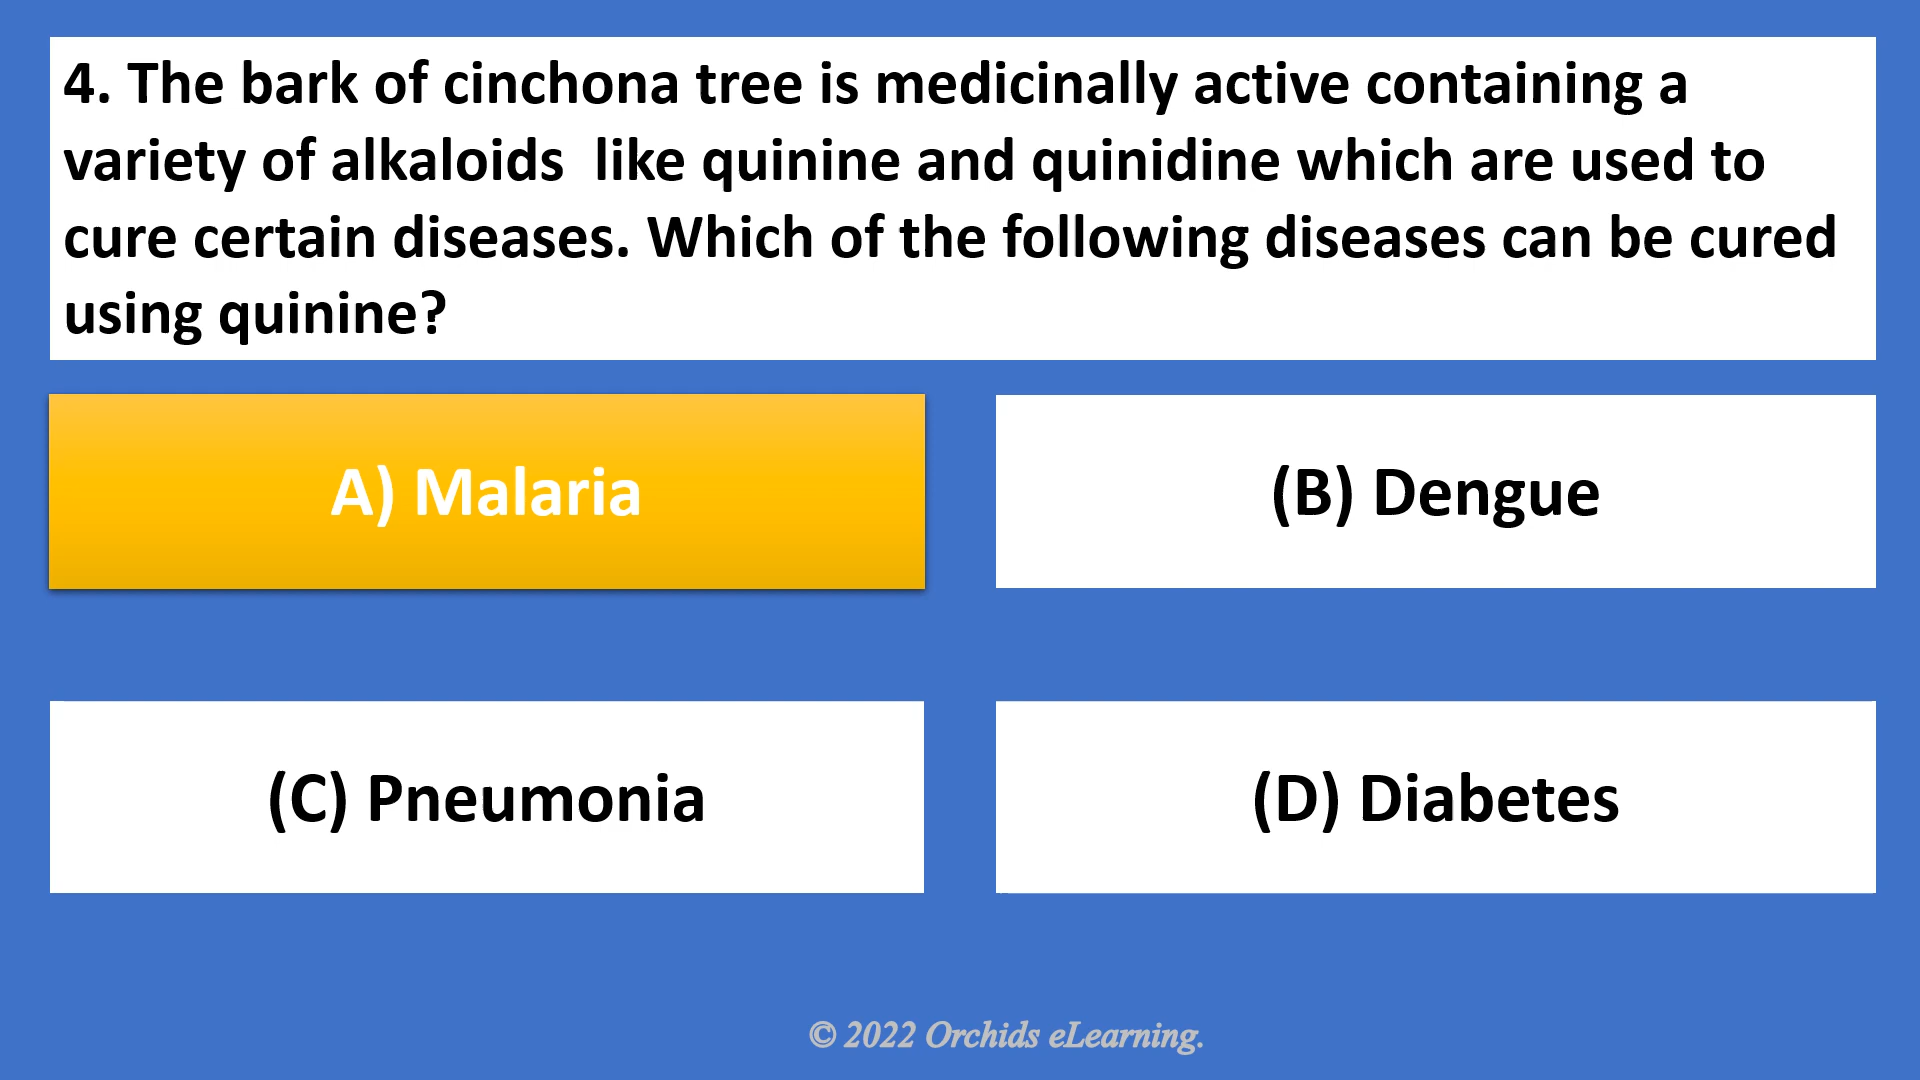 4. The bark of cinchona tree is medicinally active containing a
variety of alkaloids  like quinine and quinidine which are used to
cure certain diseases. Which of the following diseases can be cured
using quinine?
A) Malaria
(B) Dengue
(C) Pneumonia
(D) Diabetes
© 2022 Orchids eLearning.